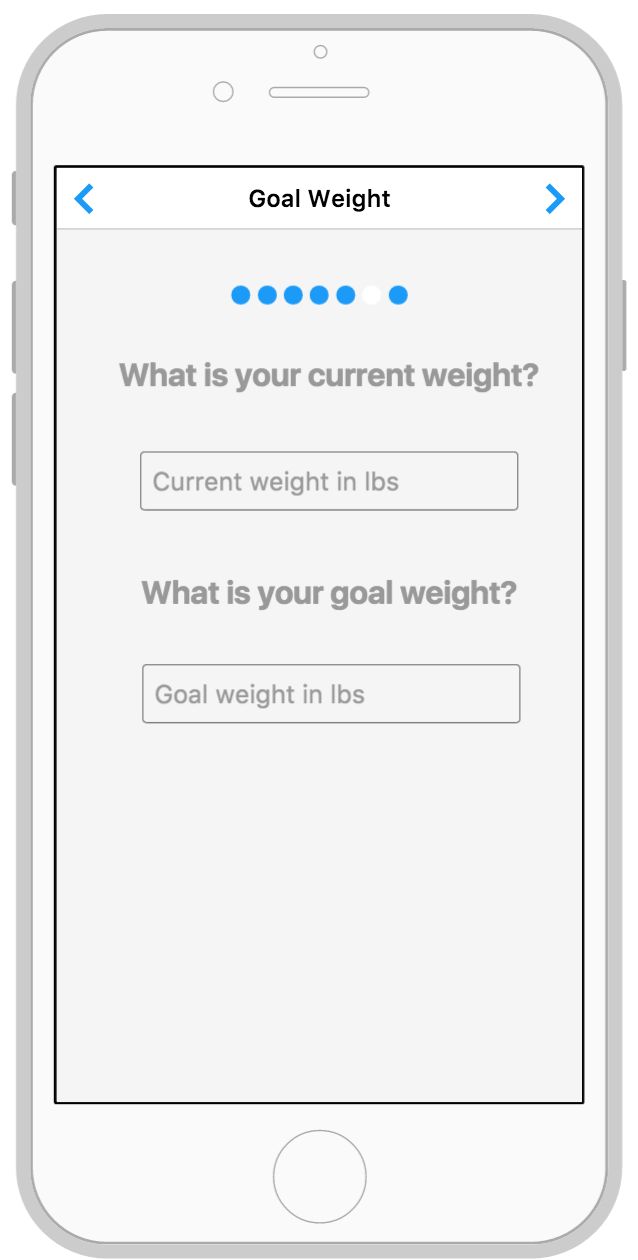 Goal Weight
What is your current weight?
Current weight in lbs
What is your goal weight?
Goal weight in lbs